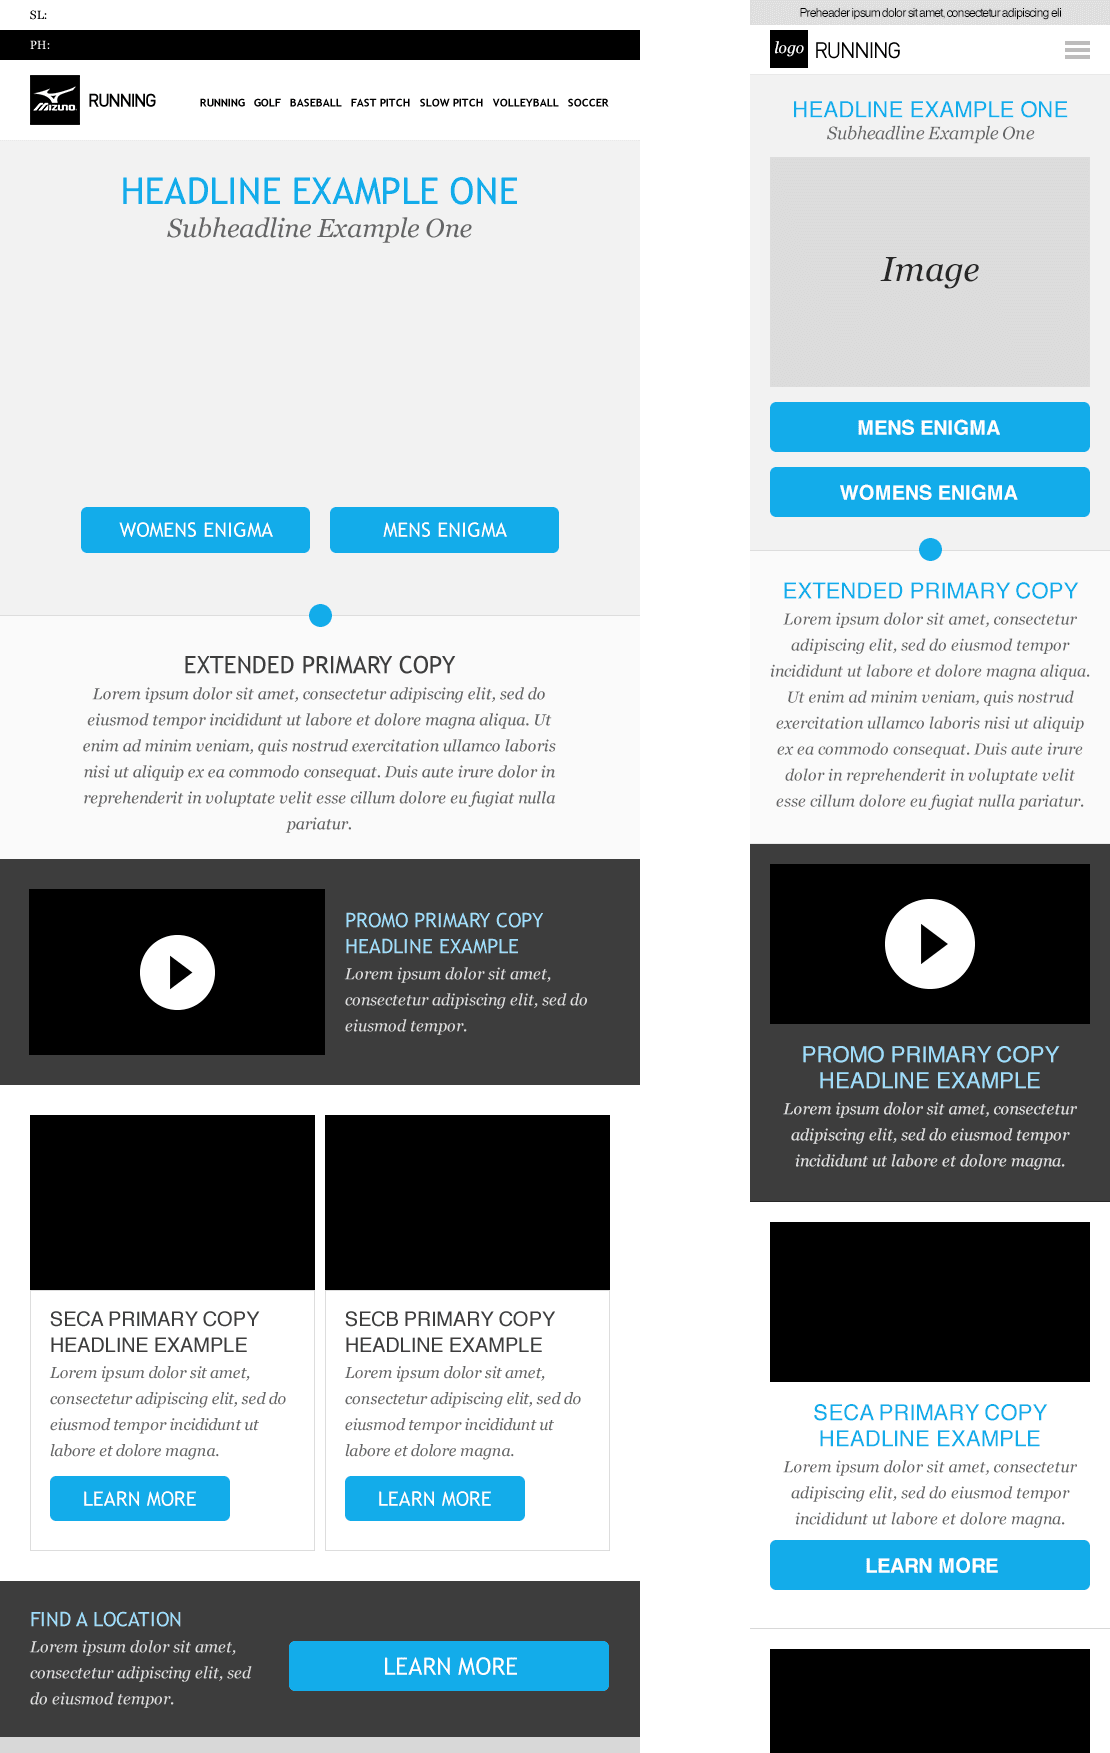 SL:
PH:
MIZUNO
RUNNING
RUNNING GOLF BASEBALL FAST PITCH SLOW PITCH VOLLEYBALL SOCCER
HEADLINE EXAMPLE ONE
Subheadline Example One
WOMENS ENIGMA
MENS ENIGMA
EXTENDED PRIMARY COPY
Lorem ipsum dolor sit amet, consectetur adipiscing elit, sed do
eiusmod tempor incididunt ut labore et dolore magna aliqua. Ut
enim ad minim veniam, quis nostrud exercitation ullamco laboris
nisi ut aliquip ex ea commodo consequat. Duis aute irure dolor in
reprehenderit in voluptate velit esse cillum dolore eu fugiat nulla
pariatur.
PROMO PRIMARY COPY
HEADLINE EXAMPLE
Lorem ipsum dolor sit amet,
consectetur adipiscing elit, sed do
eiusmod tempor.
SECA PRIMARY COPY
HEADLINE EXAMPLE
Lorem ipsum dolor sit amet,
consectetur adipiscing elit, sed do
eiusmod tempor incididunt ut
labore et dolore magna.
LEARN MORE
SECB PRIMARY COPY
HEADLINE EXAMPLE
Lorem ipsum dolor sit amet,
consectetur adipiscing elit, sed do
eiusmod tempor incididunt ut
labore et dolore magna.
LEARN MORE
FIND A LOCATION
Lorem ipsum dolor sit amet,
consectetur adipiscing elit, sed
do eiusmod tempor.
LEARN MORE
Preheader ipsum dolor sit amet, consectetur adipiscing eli
logo
RUNNING
HEADLINE EXAMPLE ONE
Subheadline Example One
Image
MENS ENIGMA
WOMENS ENIGMA
EXTENDED PRIMARY COPY
Lorem ipsum dolor sit amet, consectetur
adipiscing elit, sed do eiusmod tempor
incididunt ut labore et dolore magna aliqua.
Ut enim ad minim veniam, quis nostrud
exercitation ullamco laboris nisi ut aliquip
ex ea commodo consequat. Duis aute irure
dolor in reprehenderit in voluptate velit
esse cillum dolore eu fugiat nulla pariatur.
PROMO PRIMARY COPY
HEADLINE EXAMPLE
Lorem ipsum dolor sit amet, consectetur
adipiscing elit, sed do eiusmod tempor
incididunt ut labore et dolore magna.
SECA PRIMARY COPY
HEADLINE EXAMPLE
Lorem ipsum dolor sit amet, consectetur
adipiscing elit, sed do eiusmod tempor
incididunt ut labore et dolore magna.
LEARN MORE